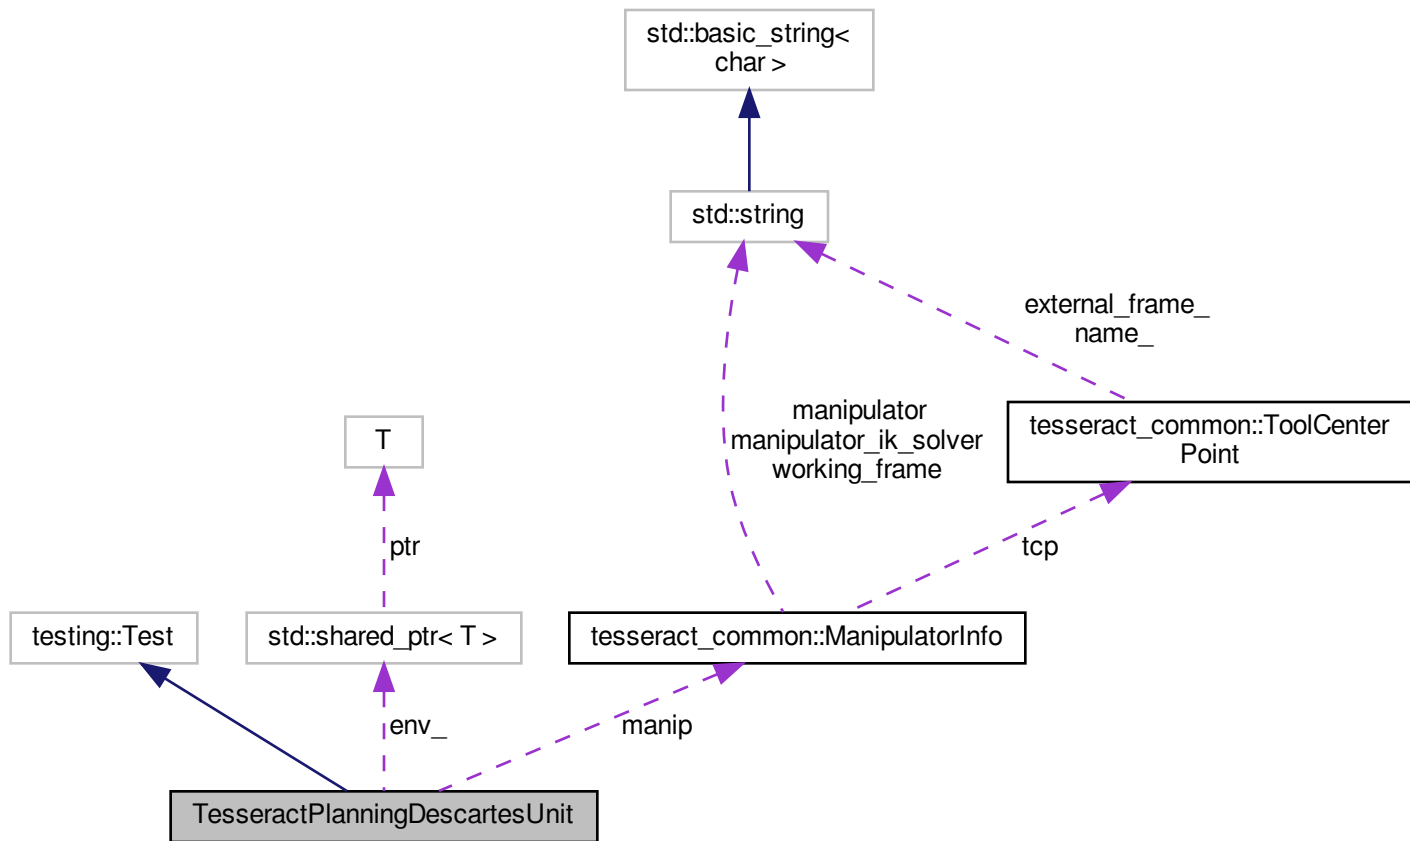 std::basic_string<
char >
std::string
external_frame_
name_
manipulator
manipulator_ik_solver
working_frame
tesseract_common::ToolCenter
Point
T
ptr
tcp
testing::Test
std::shared_ptr< T >
tesseract_common::ManipulatorInfo
env_
manip
TesseractPlanningDescartesUnit